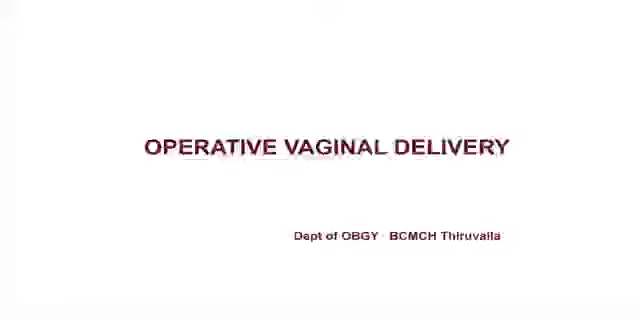 OPERATIVE VAGINAL DELIVERY
Dept of OBGY - BCMCH Thiruvalla